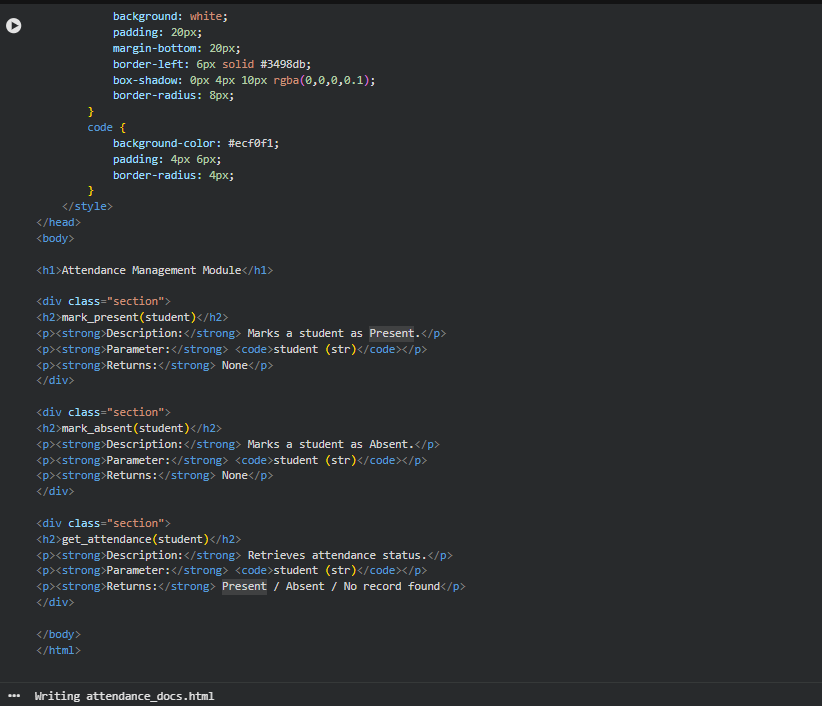 background: white;
padding: 20px;
margin-bottom: 20px;
border-left: 6px solid #3498db;
box-shadow: 0px 4px 10px rgba(0,0,0,0.1);
border-radius: 8px;
}
code {
background-color: #ecf0f1;
padding: 4px 6px;
border-radius: 4px;
}
</style>
</head>
<body>
<h1>Attendance Management Module</h1>
<div class="section">
<h2>mark_present(student)</h2>
<p><strong>Description:</strong> Marks a student as Present.</p>
<p><strong>Parameter:</strong> <code>student (str)</code></p>
<p><strong>Returns:</strong> None</p>
</div>
<div class="section">
<h2>mark_absent(student)</h2>
<p><strong>Description:</strong> Marks a student as Absent.</p>
<p><strong>Parameter:</strong> <code>student (str)</code></p>
<p><strong>Returns:</strong> None</p>
</div>
<div class="section">
<h2>get_attendance(student)</h2>
<p><strong>Description:</strong> Retrieves attendance status.</p>
<p><strong>Parameter:</strong> <code>student (str)</code></p>
<p><strong>Returns:</strong> Present / Absent / No record found</p>
</div>
</body>
</html>
Writing attendance_docs.html